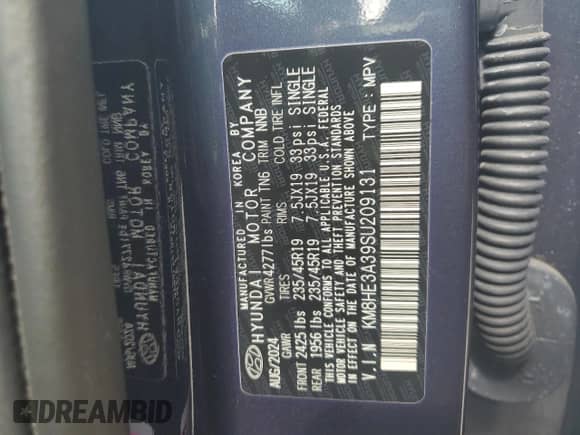 MANUFACTURED IN KOREA BY
HYUNDAI MOTOR COMPANY
AUG/2024 GVWR 4277 lbs PAINT TN6 TRIM NNB
GAWR TIRES RIMS COLD TIRE INFL
FRONT 2425 lbs 235/45R19 7.5JX19 33psi SINGLE
REAR 1956 lbs 235/45R19 7.5JX19 33psi SINGLE
THIS VEHICLE CONFORMS TO ALL APPLICABLE U.S.A. FEDERAL
MOTOR VEHICLE SAFETY, AND THEFT PREVENTION STANDARDS
IN EFFECT ON THE DATE OF MANUFACTURE SHOWN ABOVE
V.I.N KM8HE3A39SU209131 TYPE : MPV
DREAMBID